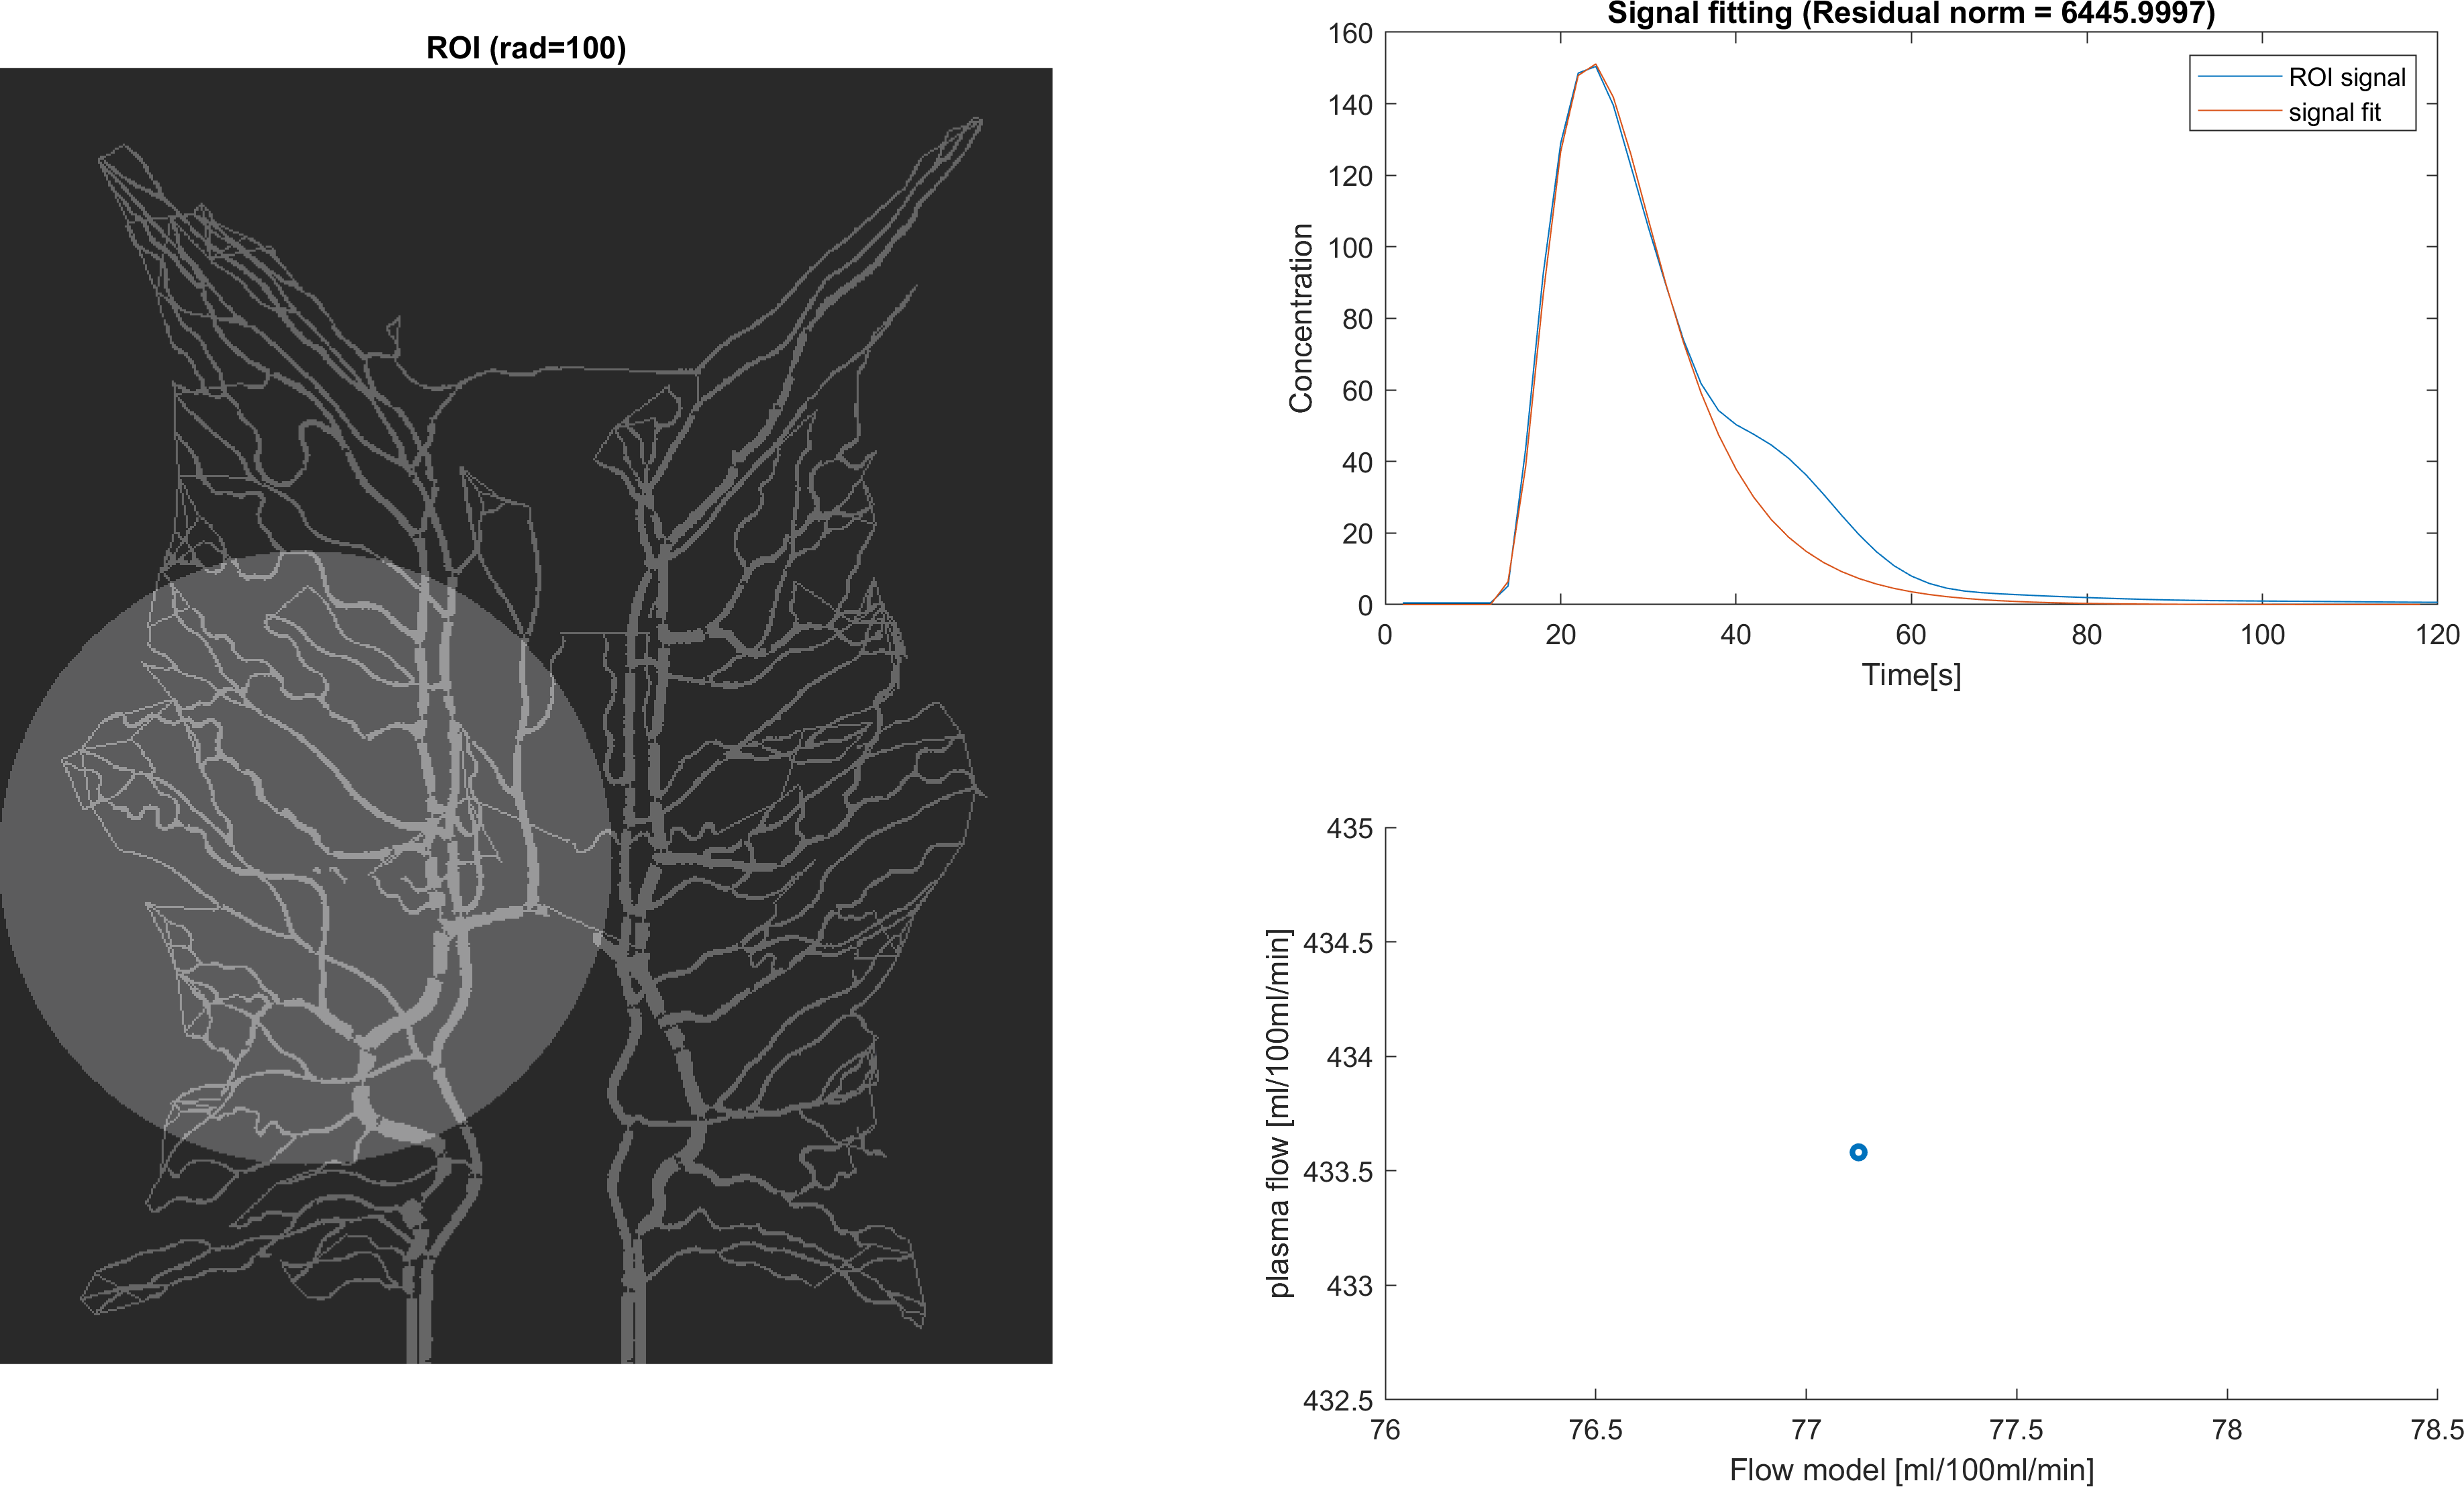 ROI (rad=100)
Signal fitting (Residual norm = 6445.9997)
160
140
120
100
80
60
40
20
0
Concentration
ROI signal
signal fit
0 20 40 60 80 100 120
Time[s]
435
434.5
434
433.5
433
432.5
plasma flow [ml/100ml/min]
76 76.5 77 77.5 78 78.5
Flow model [ml/100ml/min]